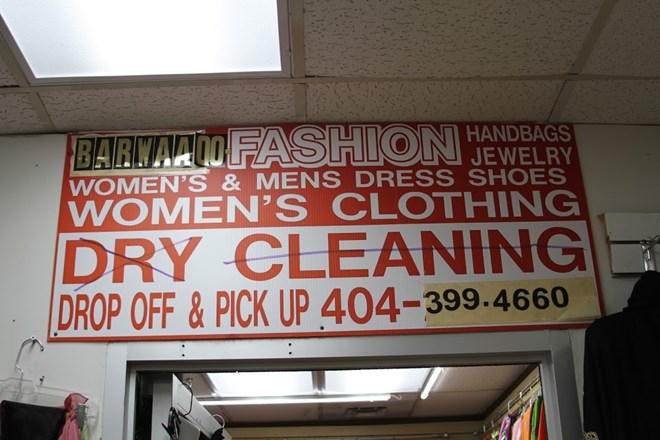 BARWAAQO FASHION HANDBAGS
JEWELRY
WOMEN'S & MENS DRESS SHOES
WOMEN'S CLOTHING
DRY CLEANING
DROP OFF & PICK UP 404-399.4660